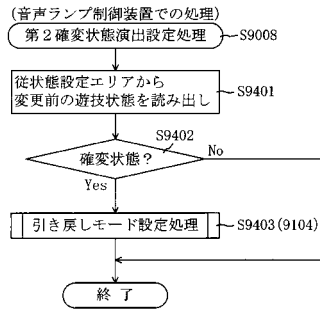 (音声ランプ制御装置での処理)
第2確変状態演出設定処理
S9008
従状態設定エリアから
変更前の遊技状態を読み出し
S9401
S9402
確変状態?
No
Yes
引き戻しモード設定処理
S9403(9104)
終 了